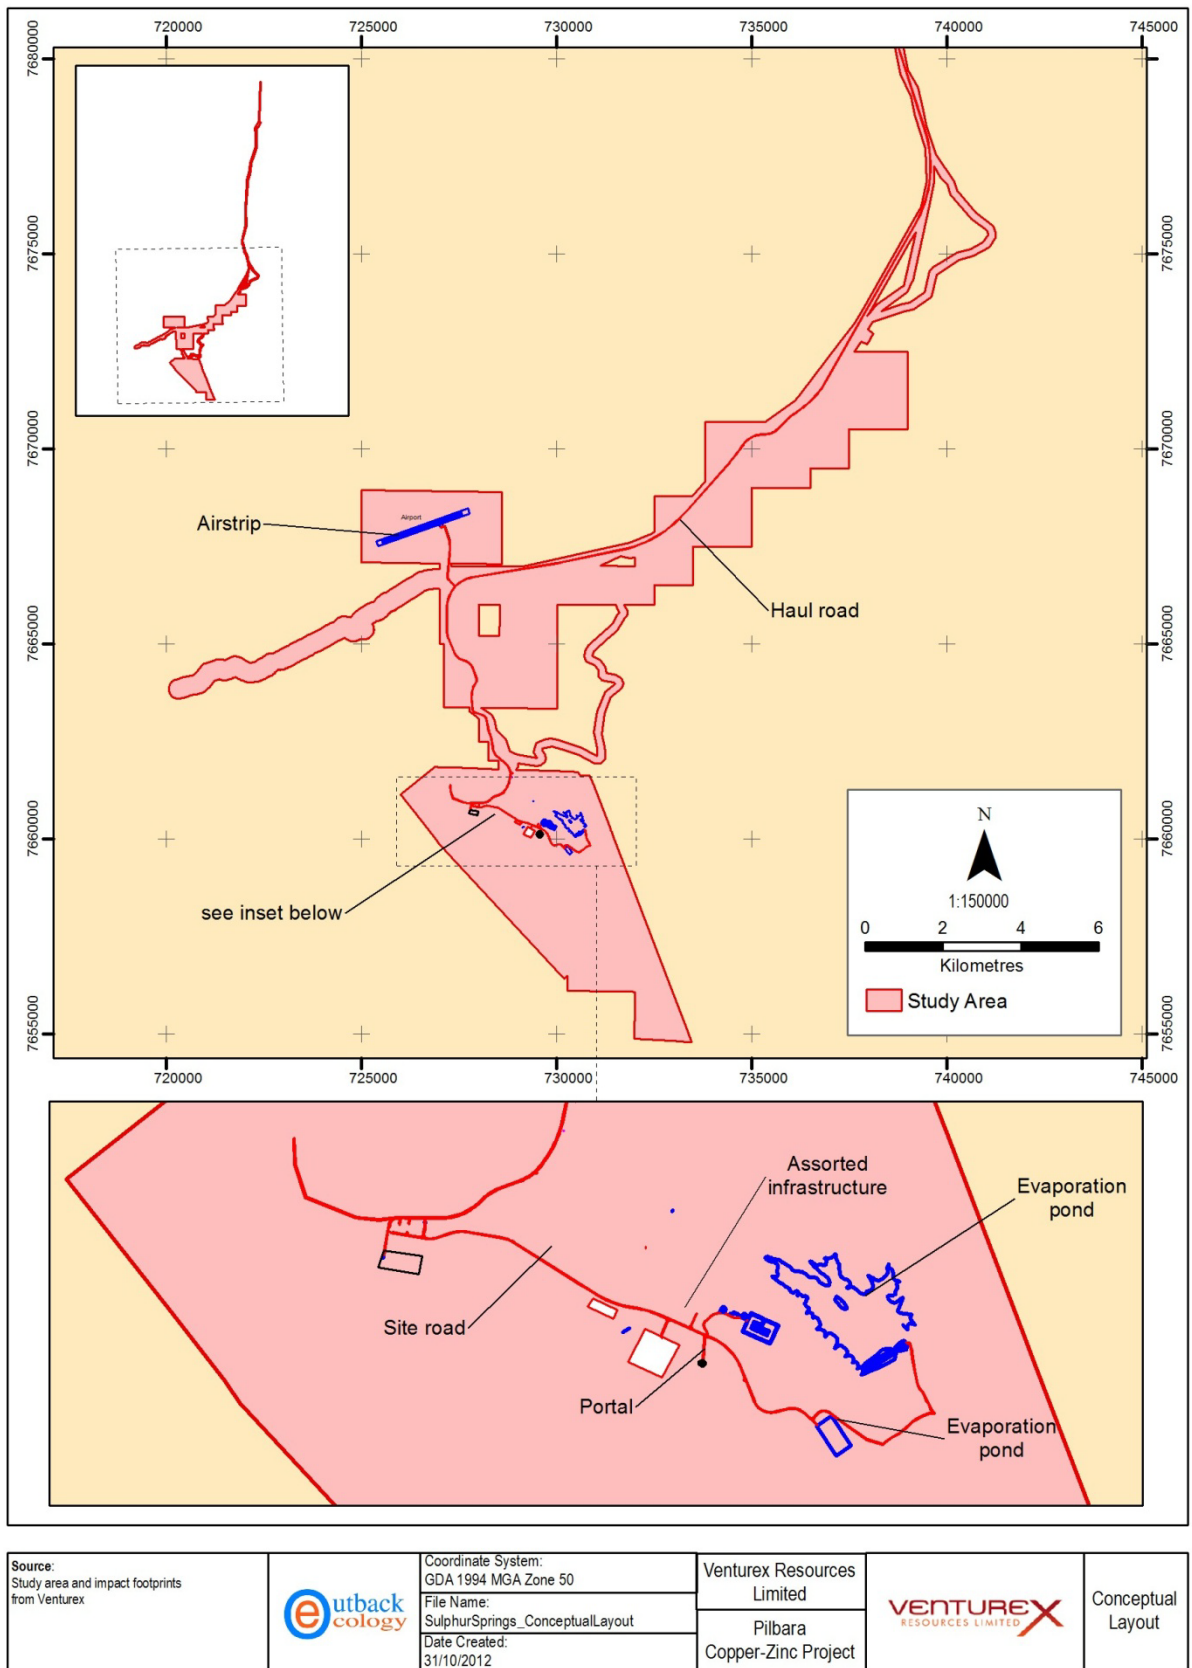 720000
725000
730000
735000
740000
745000
7680000
7680000
7675000
7675000
7670000
7670000
7665000
7665000
7660000
7660000
7655000
7655000
Airport
Airstrip
Haul road
see inset below
N
1:150000
0 2 4 6
Kilometres
Study Area
720000
725000
730000
735000
740000
745000
Assorted
infrastructure
Evaporation
pond
Site road
Portal
Evaporation
pond
Source:
Study area and impact footprints
from Venturex
Outback
ecology
Coordinate System:
GDA 1994 MGA Zone 50
File Name:
SulphurSprings_ConceptualLayout
Date Created:
31/10/2012
Venturex Resources
Limited
Pilbara
Copper-Zinc Project
VENTUREX
RESOURCES LIMITED
Conceptual
Layout